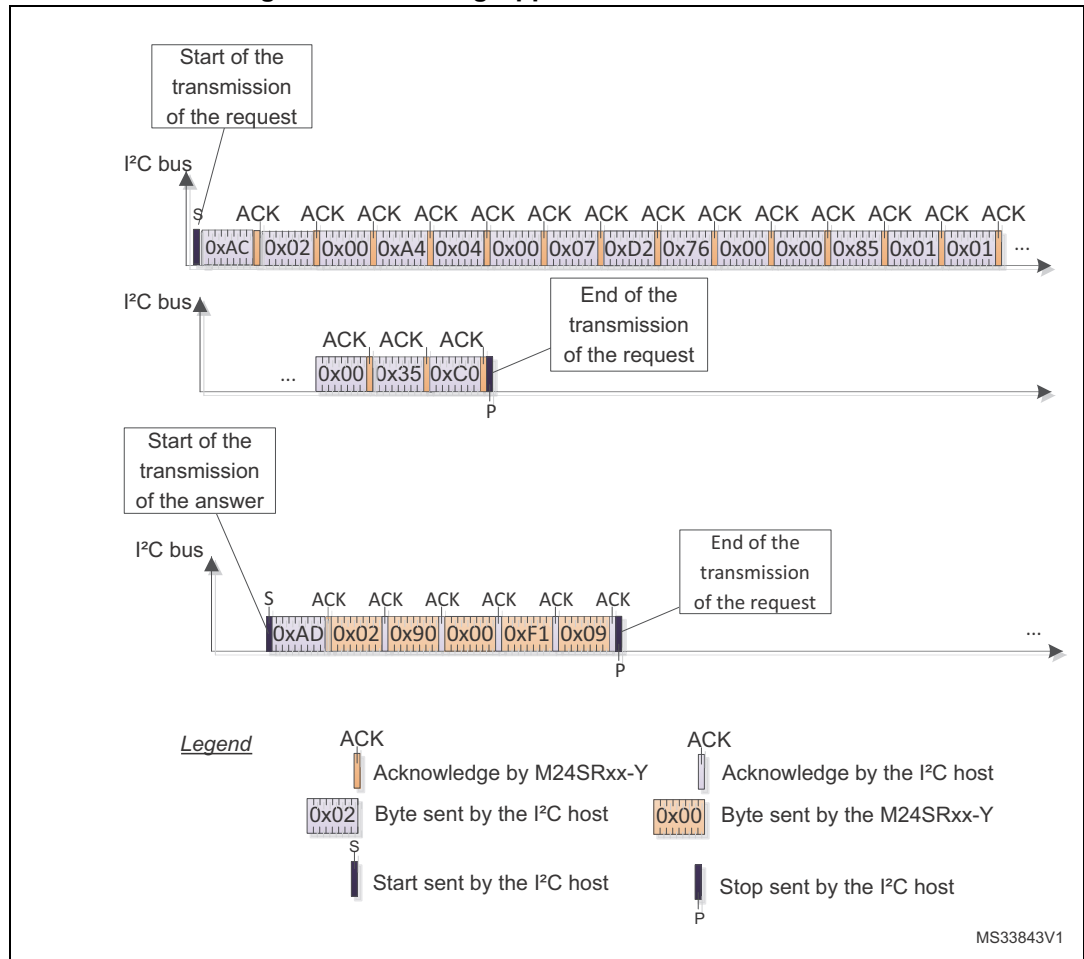 Start of the
transmission
of the request
I²C bus
S ACK ACK ACK ACK ACK ACK ACK ACK ACK ACK ACK ACK ACK ACK
0xAC 0x02 0x00 0xA4 0x04 0x00 0x07 0xD2 0x76 0x00 0x00 0x85 0x01 0x01 ...
I²C bus
End of the
transmission
of the request
ACK ACK ACK
... 0x00 0x35 0xC0
P
Start of the
transmission
of the answer
I²C bus
End of the
transmission
of the request
S ACK ACK ACK ACK ACK ACK
0xAD 0x02 0x90 0x00 0xF1 0x09 ...
P
Legend
ACK ACK
Acknowledge by M24SRxx-Y Acknowledge by the I²C host
0x02 Byte sent by the I²C host 0x00 Byte sent by the M24SRxx-Y
S
Start sent by the I²C host Stop sent by the I²C host
P
MS33843V1